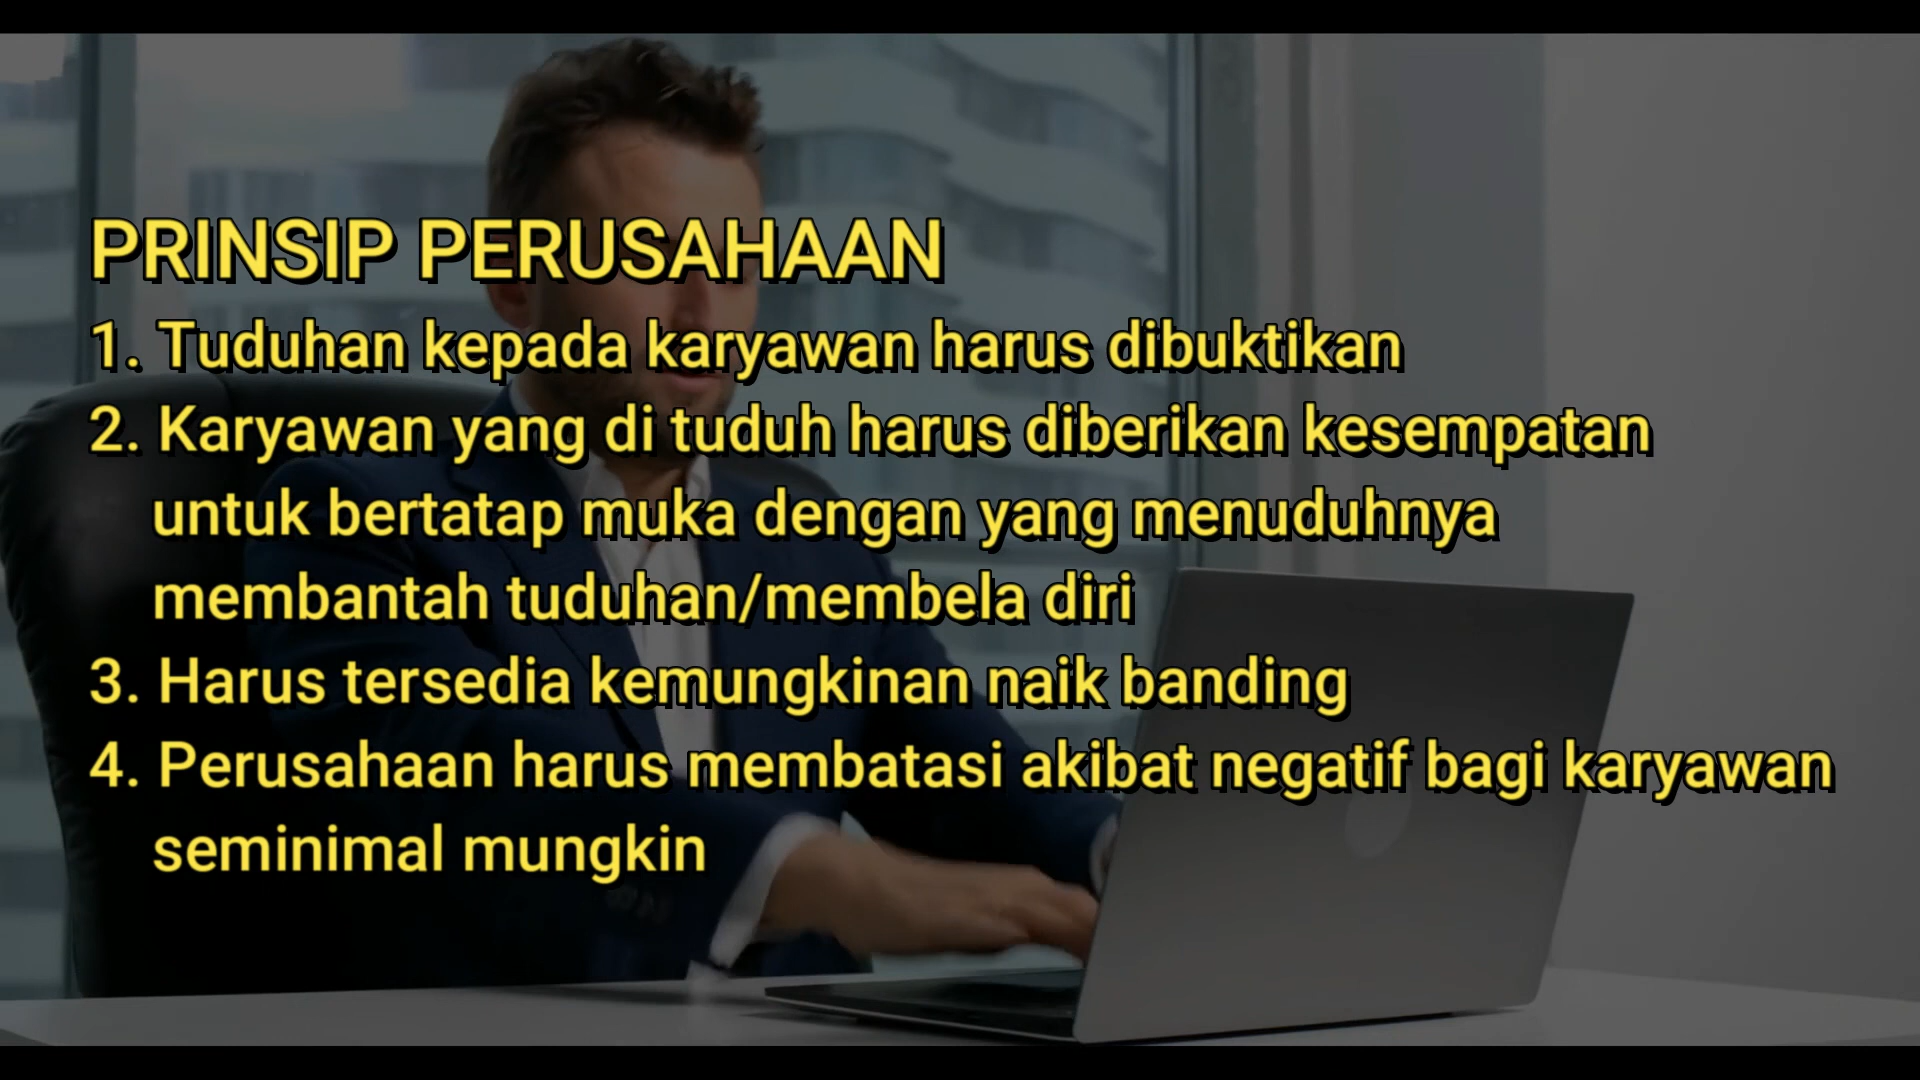 PRINSIP PERUSAHAAN
1. Tuduhan kepada karyawan harus dibuktikan
2. Karyawan yang di tuduh harus diberikan kesempatan
untuk bertatap muka dengan yang menuduhnya
membantah tuduhan/membela diri
3. Harus tersedia kemungkinan naik banding
4. Perusahaan harus membatasi akibat negatif bagi karyawan
seminimal mungkin